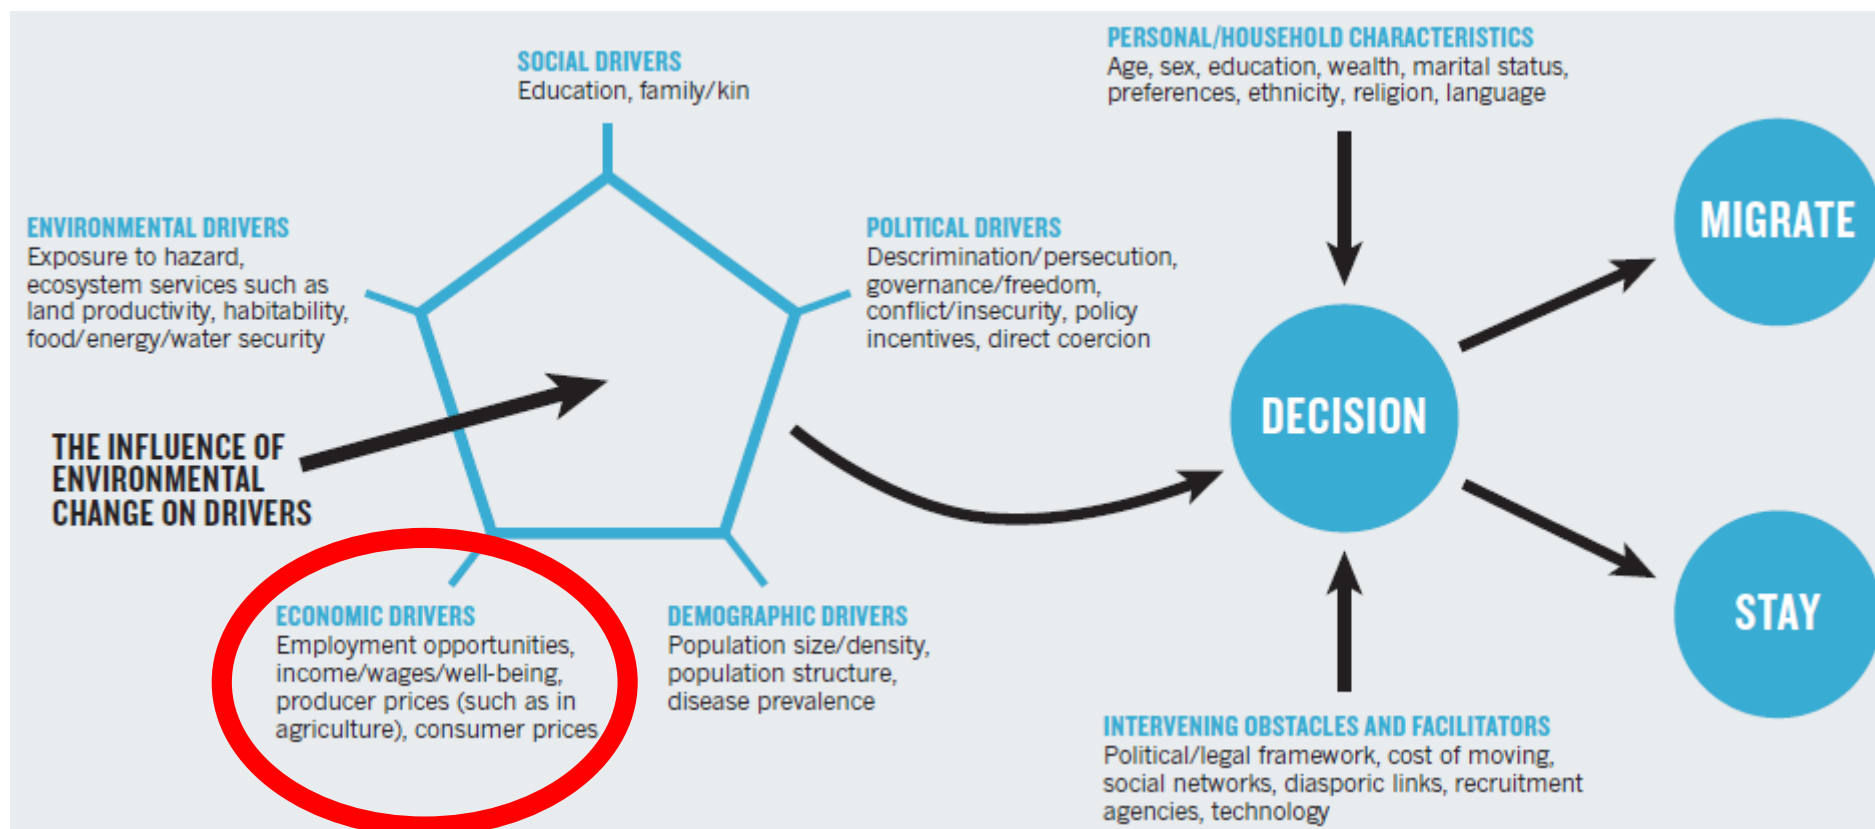 SOCIAL DRIVERS
Education, family/kin
ENVIRONMENTAL DRIVERS
Exposure to hazard,
ecosystem services such as
land productivity, habitability,
food/energy/water security
POLITICAL DRIVERS
Descrimination/persecution,
governance/freedom,
conflict/insecurity, policy
incentives, direct coercion
THE INFLUENCE OF
ENVIRONMENTAL
CHANGE ON DRIVERS
ECONOMIC DRIVERS
Employment opportunities,
income/wages/well-being,
producer prices (such as in
agriculture), consumer prices
DEMOGRAPHIC DRIVERS
Population size/density,
population structure,
disease prevalence
PERSONAL/HOUSEHOLD CHARACTERISTICS
Age, sex, education, wealth, marital status,
preferences, ethnicity, religion, language
DECISION
INTERVENING OBSTACLES AND FACILITATORS
Political/legal framework, cost of moving,
social networks, diasporic links, recruitment
agencies, technology
MIGRATE
STAY